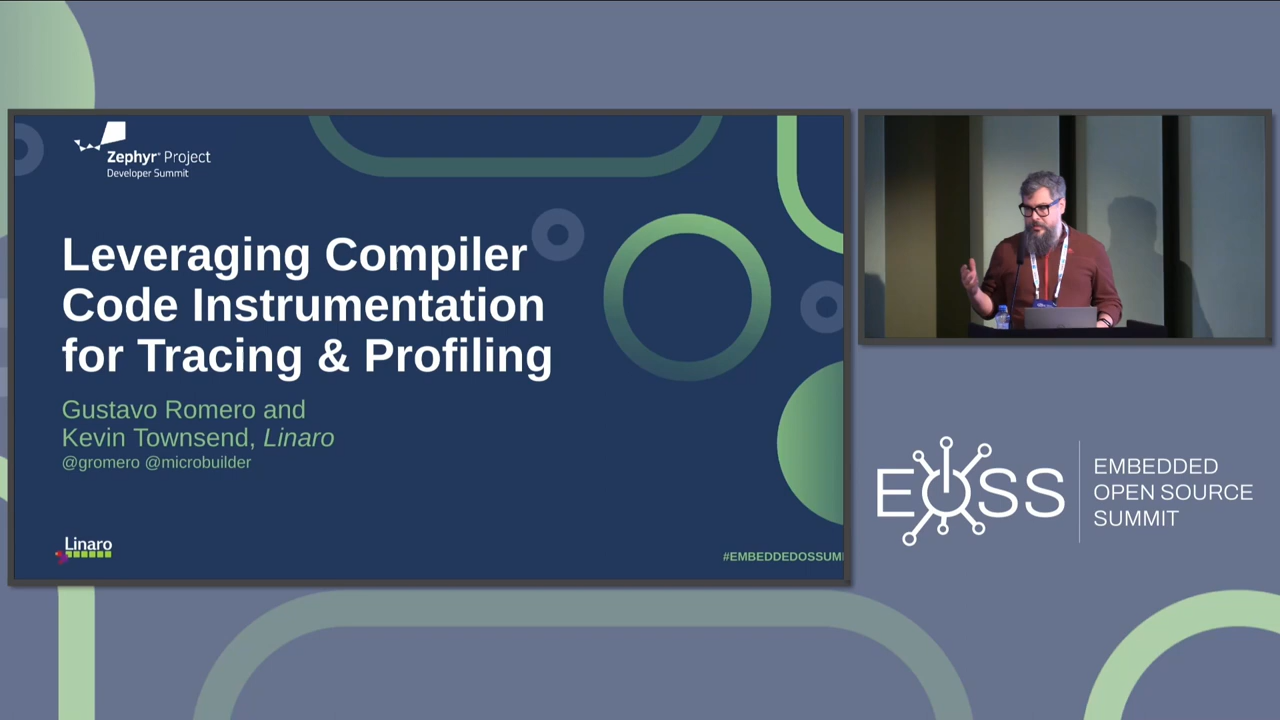 Zephyr® Project
Developer Summit
Leveraging Compiler
Code Instrumentation
for Tracing & Profiling
Gustavo Romero and
Kevin Townsend, Linaro
@gromero @microbuilder
Linaro
#EMBEDDEDOSSUM
EOSS
EMBEDDED
OPEN SOURCE
SUMMIT